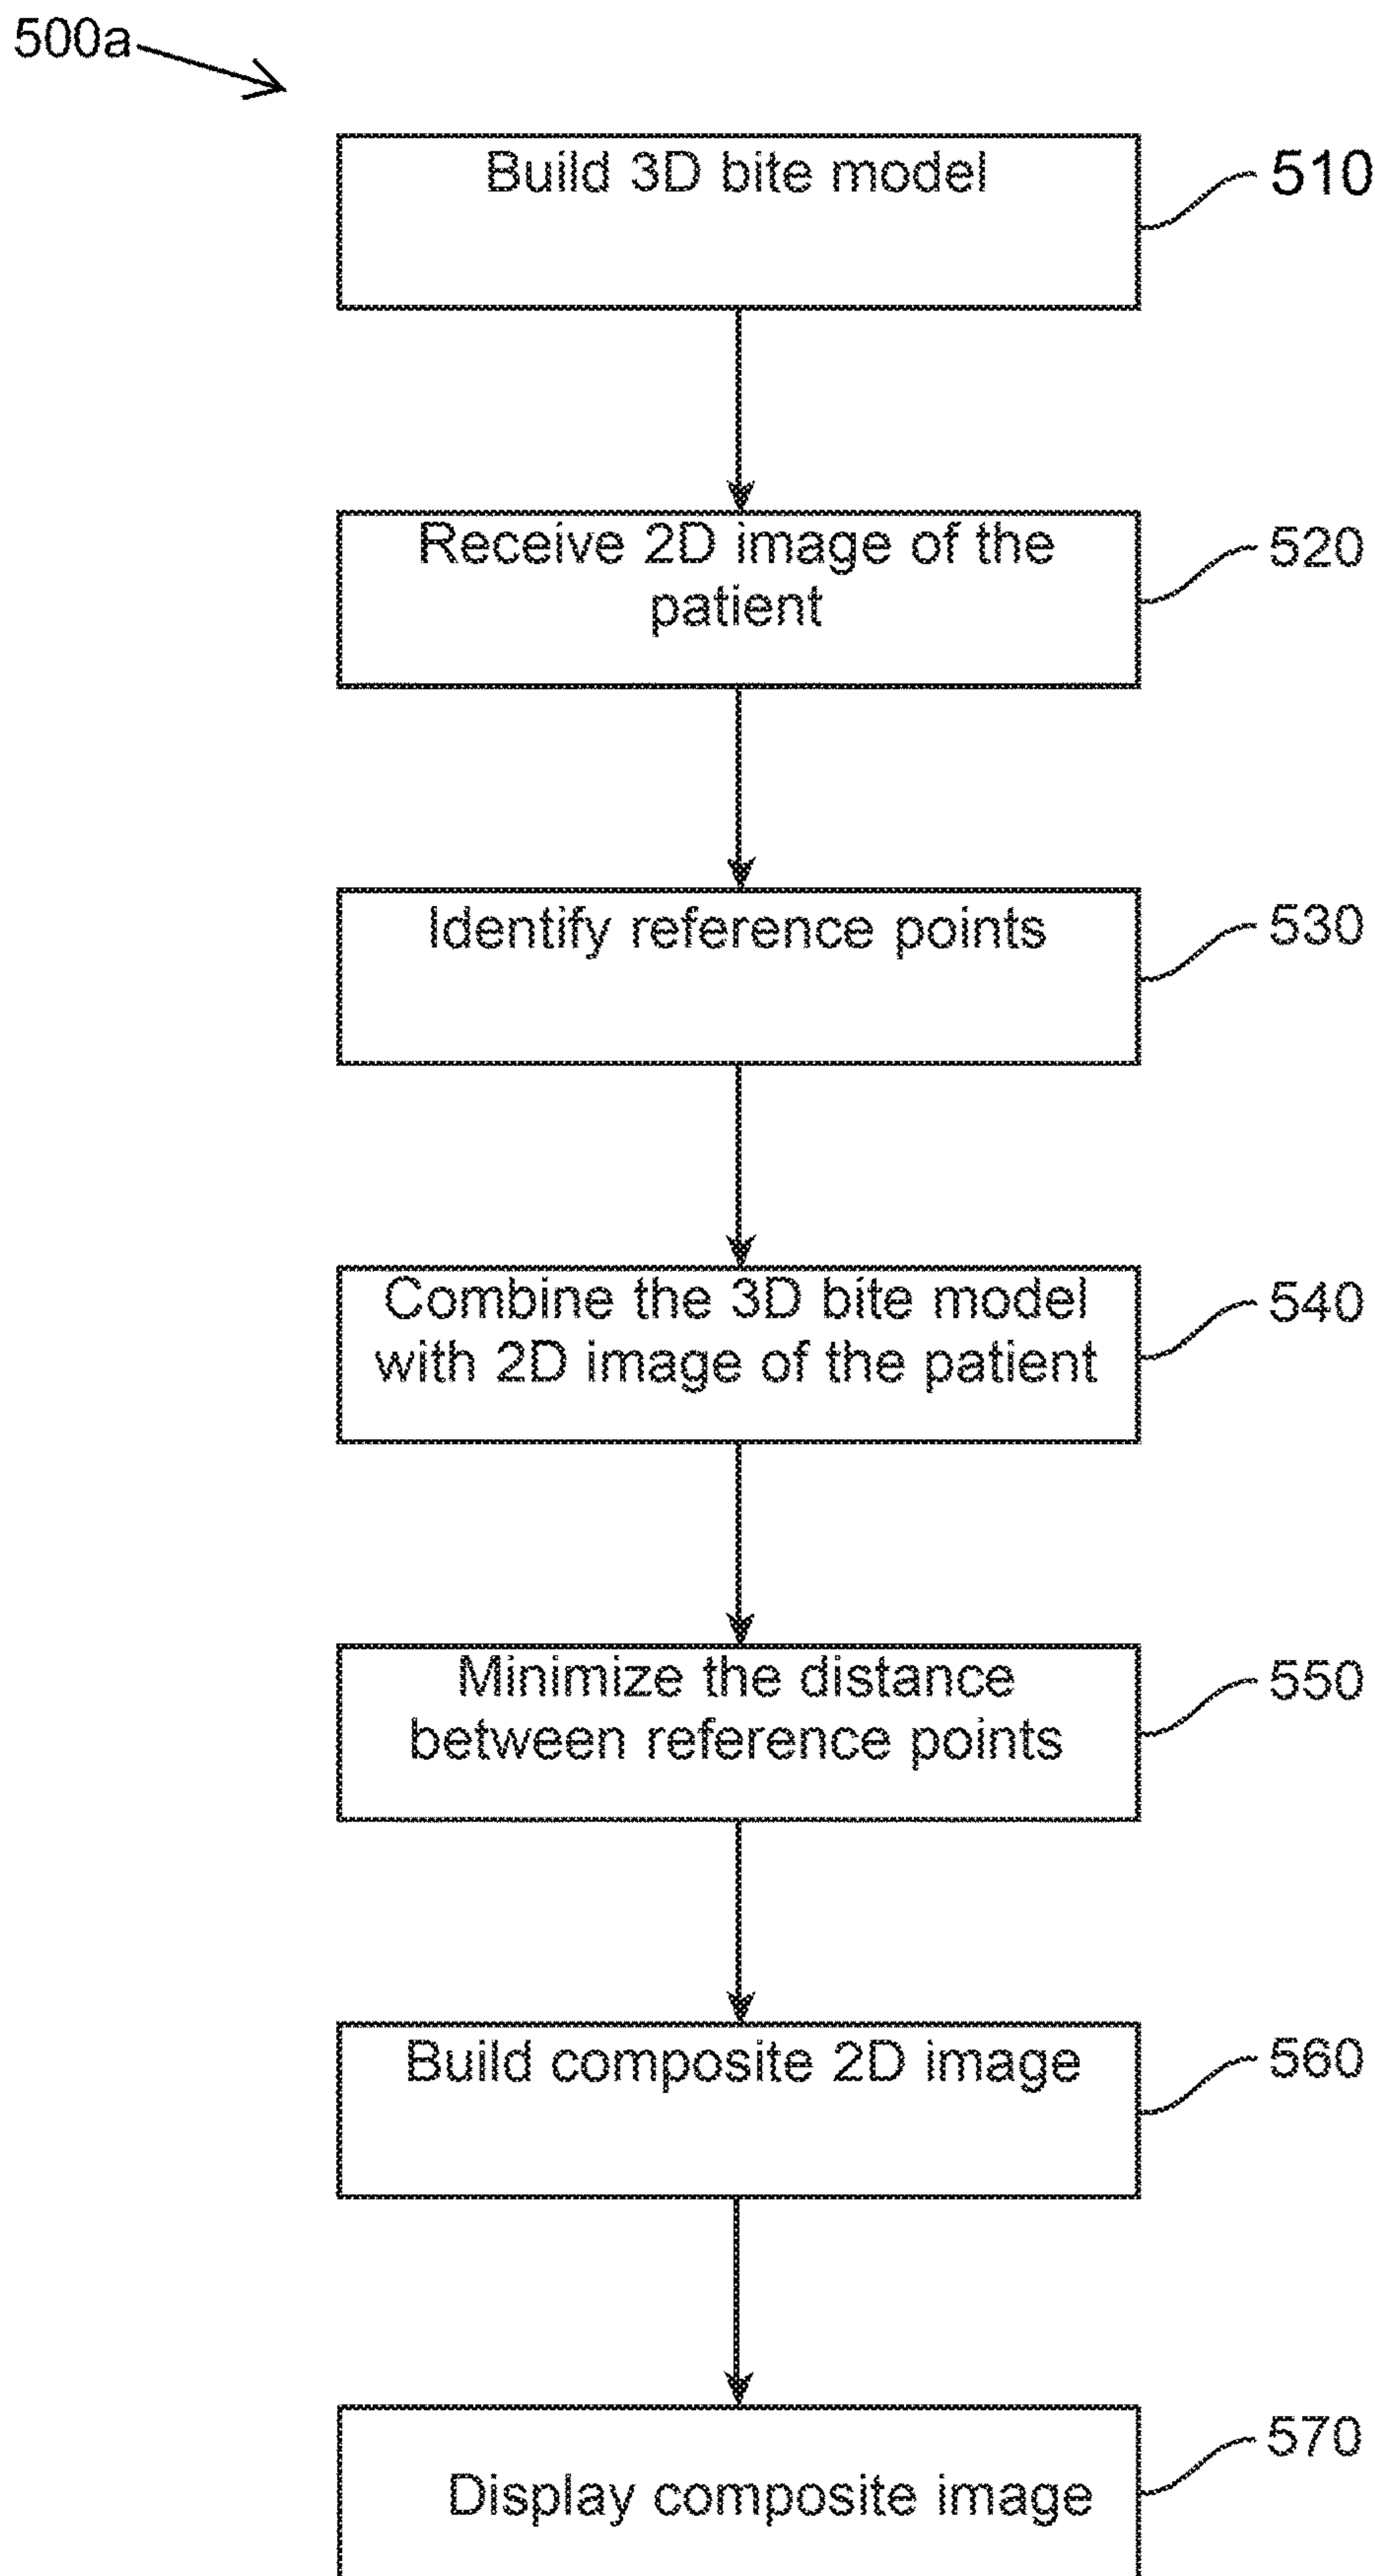 500a
Build 3D bite model
510
Receive 2D image of the
patient
520
Identify reference points
530
Combine the 3D bite model
with 2D image of the patient
540
Minimize the distance
between reference points
550
Build composite 2D image
560
Display composite image
570